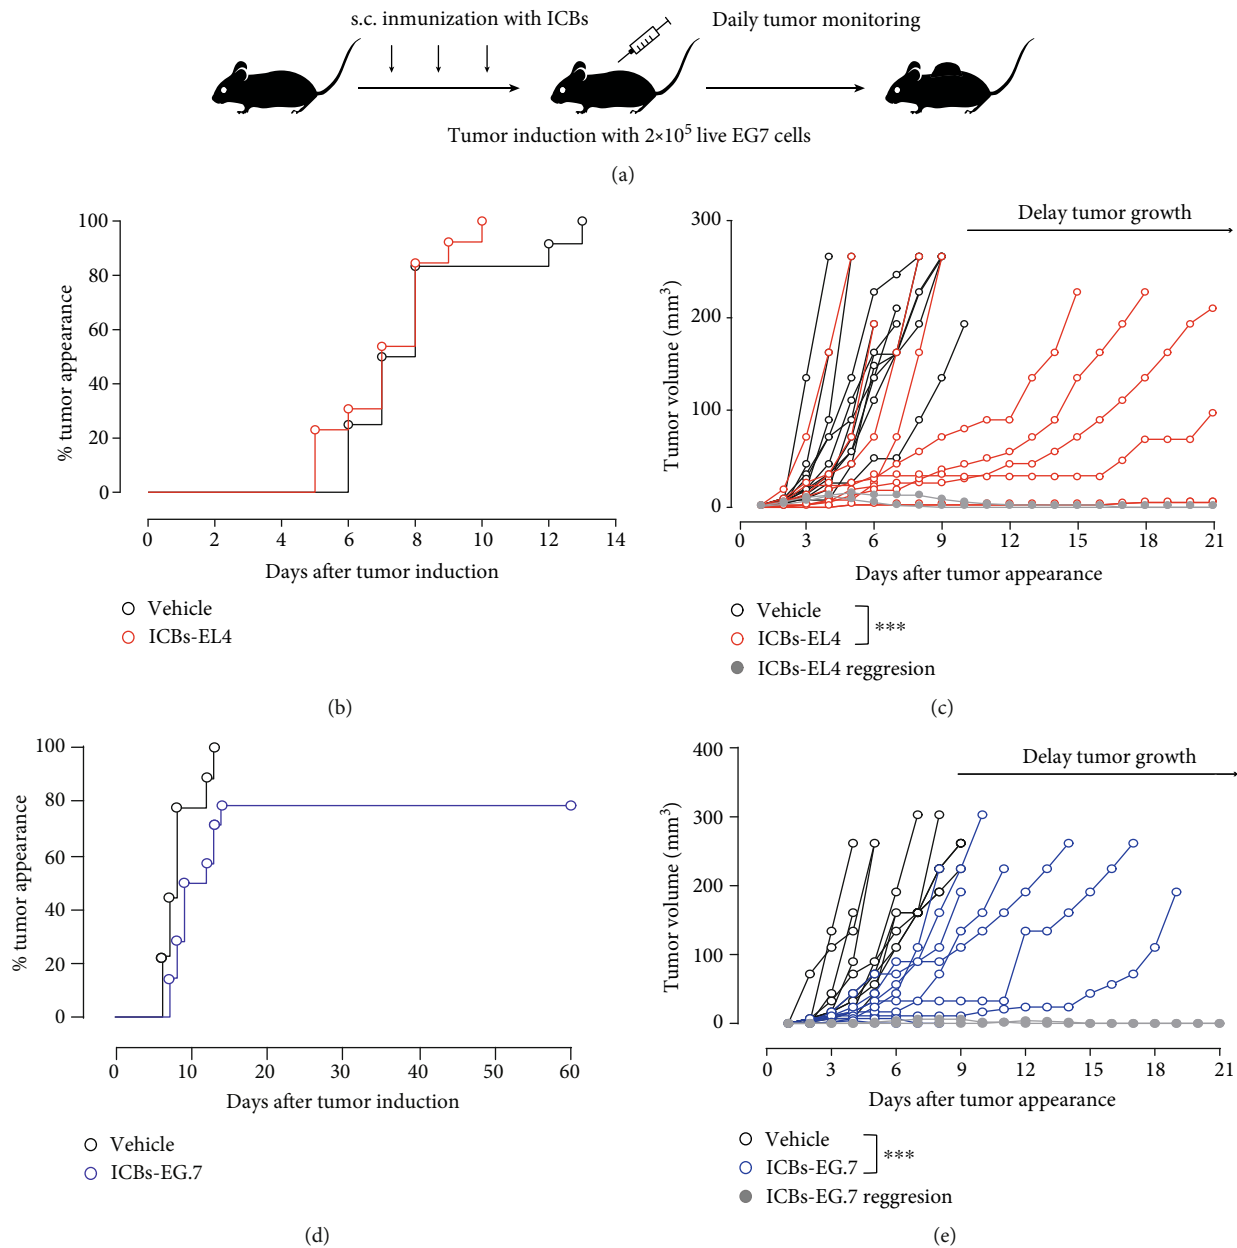 s.c. inmunization with ICBs
Daily tumor monitoring
Tumor induction with 2×10⁵ live EG7 cells
(a)
% tumor appearance
100
80
60
40
20
0
0 2 4 6 8 10 12 14
Days after tumor induction
Vehicle
ICBs-EL4
(b)
Tumor volume (mm³)
300
200
100
0
Delay tumor growth
0 3 6 9 12 15 18 21
Days after tumor appearance
Vehicle
ICBs-EL4
***
ICBs-EL4 reggresion
(c)
% tumor appearance
100
80
60
40
20
0
0 10 20 30 40 50 60
Days after tumor induction
Vehicle
ICBs-EG.7
(d)
Tumor volume (mm³)
400
300
200
100
0
Delay tumor growth
0 3 6 9 12 15 18 21
Days after tumor appearance
Vehicle
ICBs-EG.7
***
ICBs-EG.7 reggresion
(e)